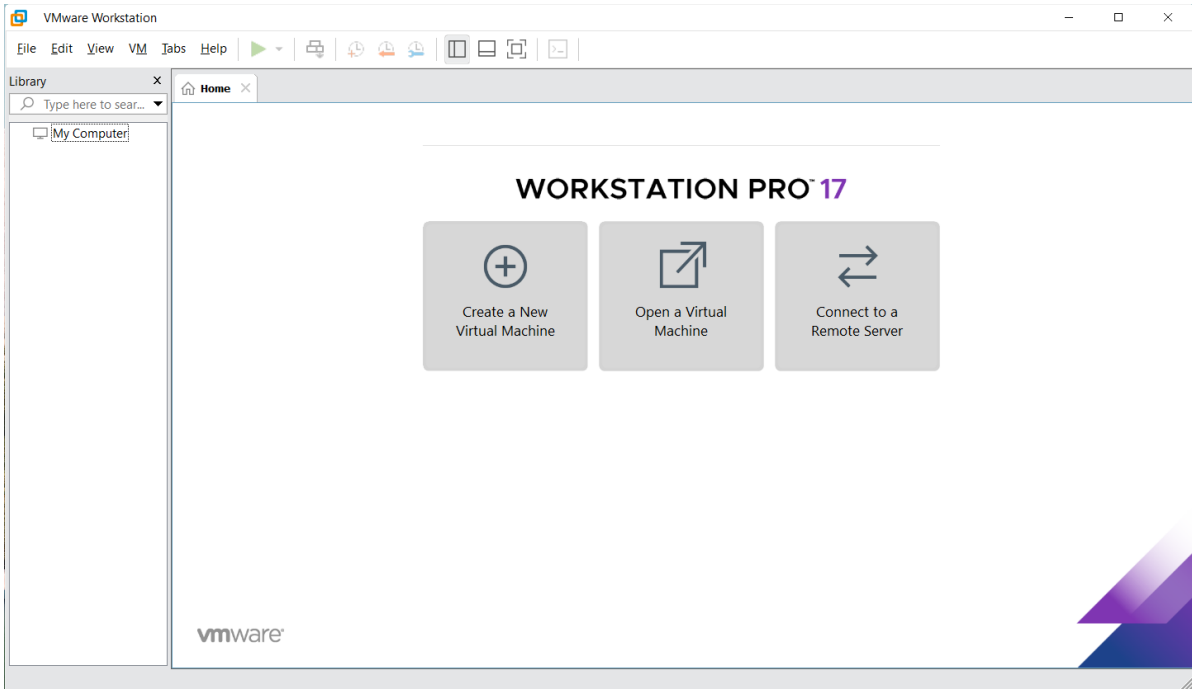 VMware Workstation
File Edit View VM Tabs Help
Library
Type here to sear...
My Computer
Home
WORKSTATION PRO™ 17
Create a New
Virtual Machine
Open a Virtual
Machine
Connect to a
Remote Server
vmware®